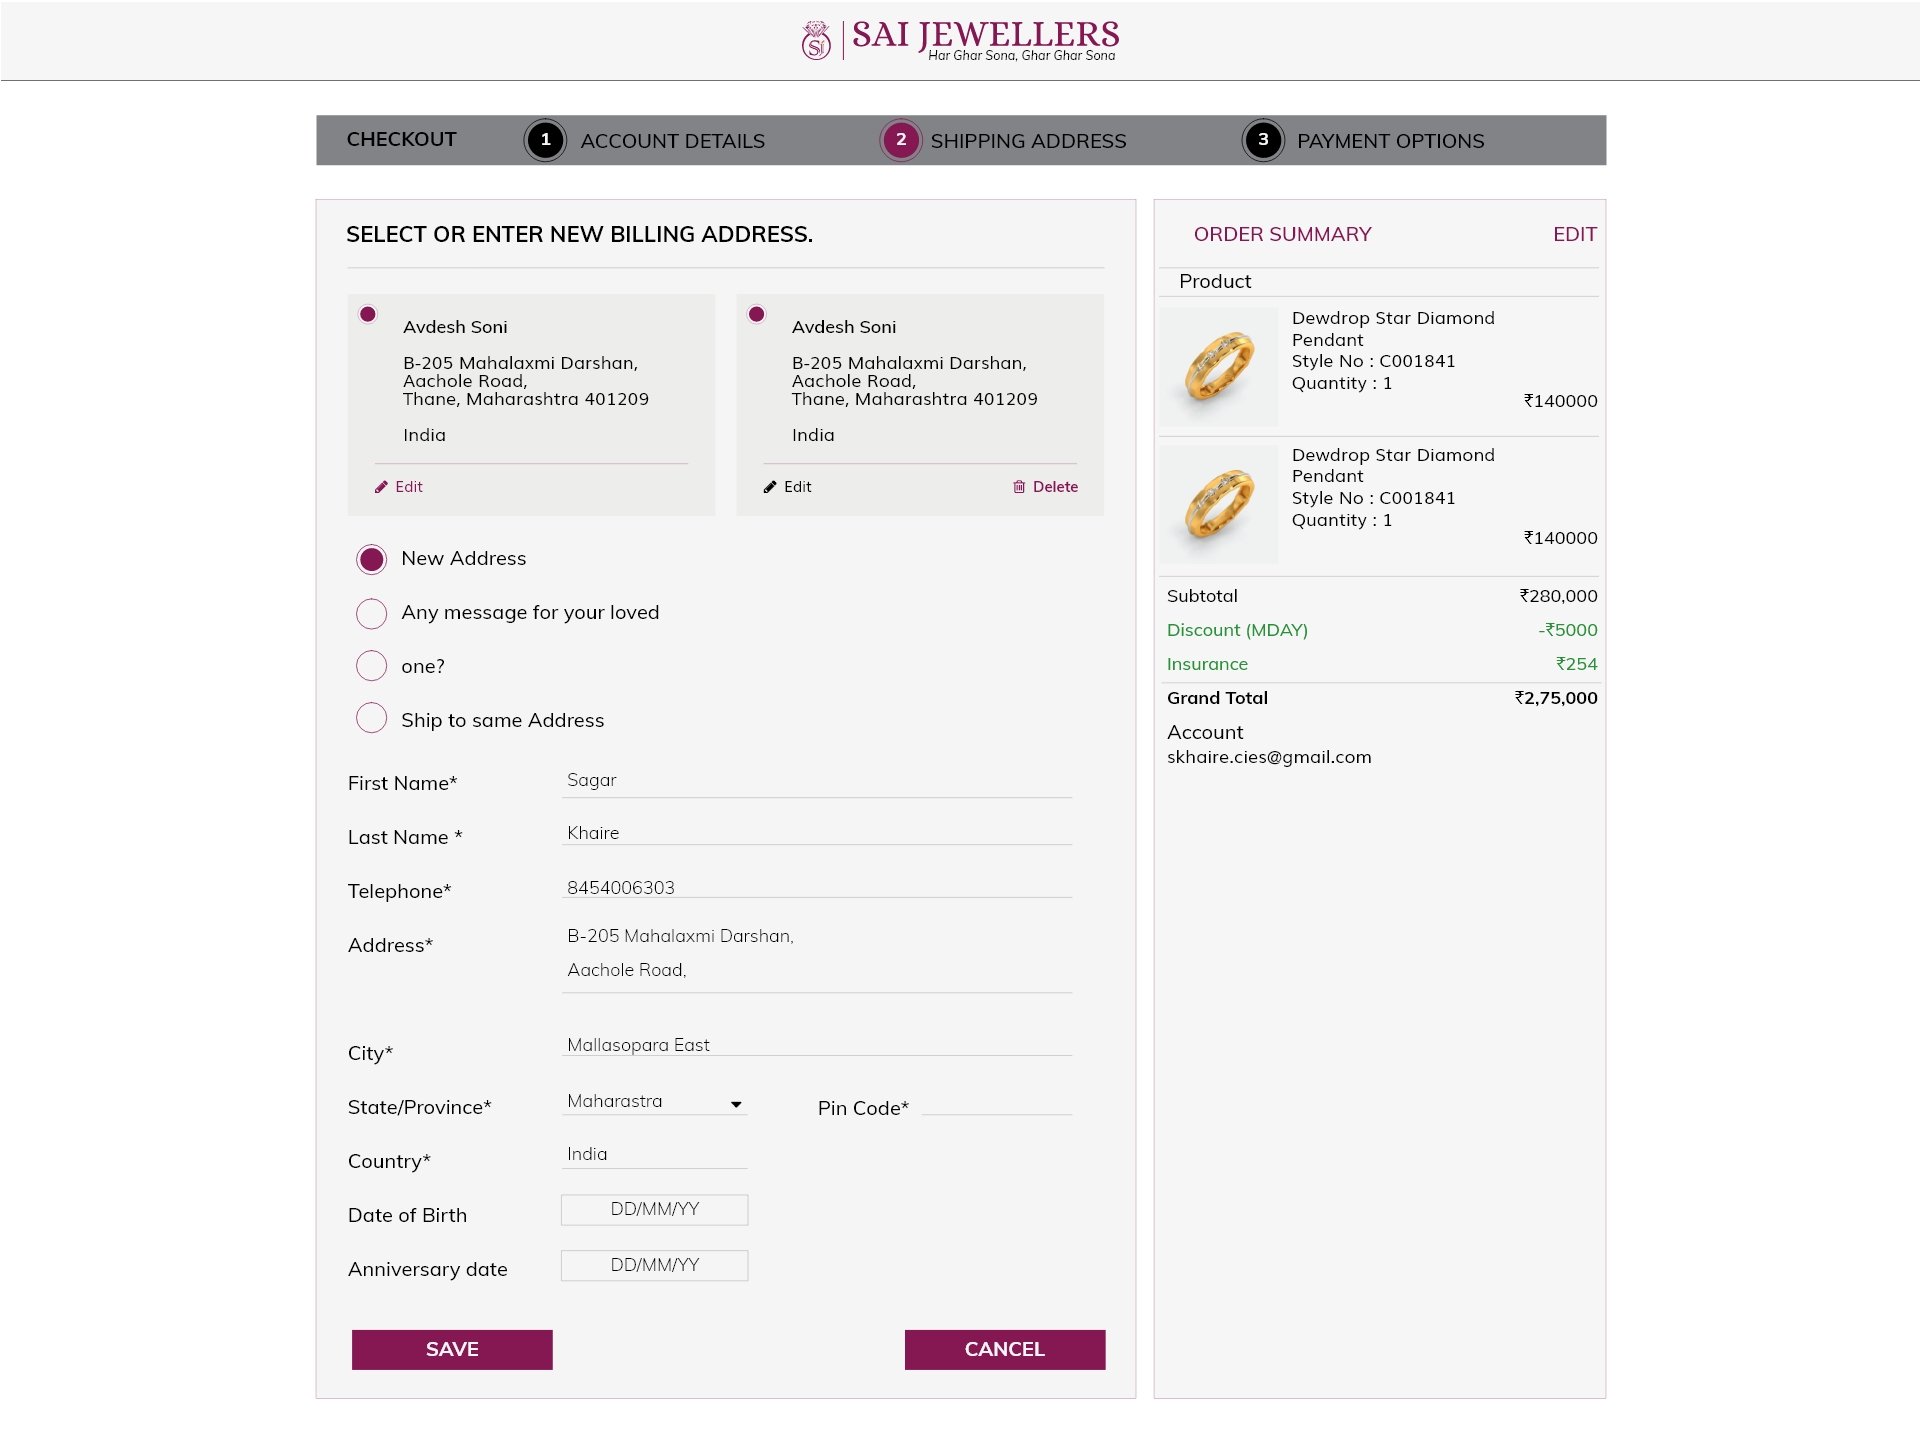 SAI JEWELLERS
Har Ghar Sona, Ghar Ghar Sona
CHECKOUT 1 ACCOUNT DETAILS 2 SHIPPING ADDRESS 3 PAYMENT OPTIONS
SELECT OR ENTER NEW BILLING ADDRESS.
Avdesh Soni
B-205 Mahalaxmi Darshan,
Aachole Road,
Thane, Maharashtra 401209
India
Edit
Avdesh Soni
B-205 Mahalaxmi Darshan,
Aachole Road,
Thane, Maharashtra 401209
India
Edit Delete
New Address
Any message for your loved
one?
Ship to same Address
First Name* Sagar
Last Name * Khaire
Telephone* 8454006303
Address* B-205 Mahalaxmi Darshan,
Aachole Road,
City* Mallasopara East
State/Province* Maharastra Pin Code*
Country* India
Date of Birth DD/MM/YY
Anniversary date DD/MM/YY
SAVE CANCEL
ORDER SUMMARY EDIT
Product
Dewdrop Star Diamond
Pendant
Style No : C001841
Quantity : 1
₹140000
Dewdrop Star Diamond
Pendant
Style No : C001841
Quantity : 1
₹140000
Subtotal ₹280,000
Discount (MDAY) -₹5000
Insurance ₹254
Grand Total ₹2,75,000
Account
skhaire.cies@gmail.com